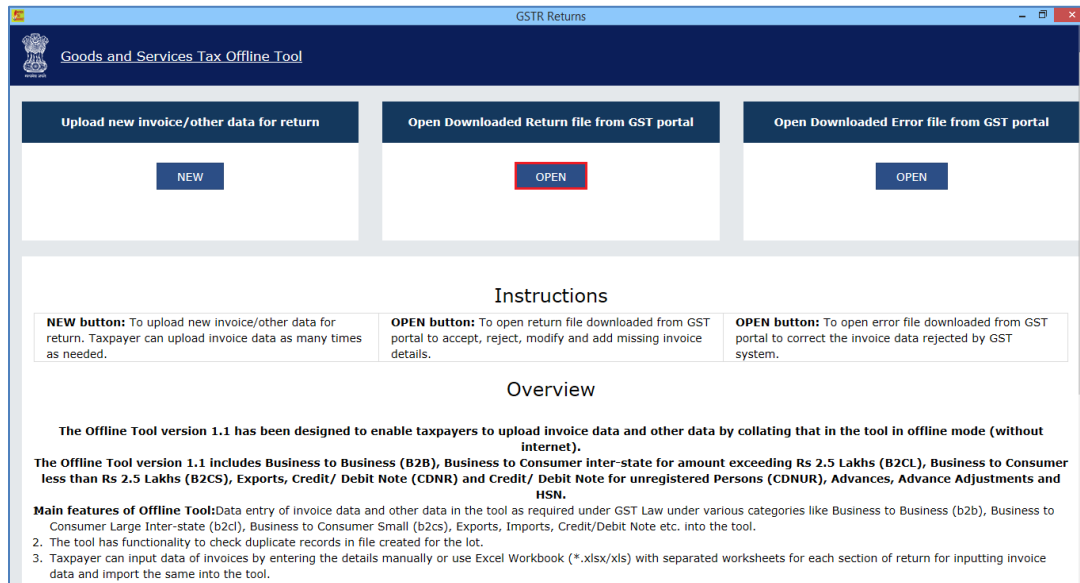 GSTR Returns
Goods and Services Tax Offline Tool
Upload new invoice/other data for return
Open Downloaded Return file from GST portal
Open Downloaded Error file from GST portal
NEW
OPEN
OPEN
Instructions
NEW button: To upload new invoice/other data for
return. Taxpayer can upload invoice data as many times
as needed.
OPEN button: To open return file downloaded from GST
portal to accept, reject, modify and add missing invoice
details.
OPEN button: To open error file downloaded from GST
portal to correct the invoice data rejected by GST
system.
Overview
The Offline Tool version 1.1 has been designed to enable taxpayers to upload invoice data and other data by collating that in the tool in offline mode (without
internet).
The Offline Tool version 1.1 includes Business to Business (B2B), Business to Consumer inter-state for amount exceeding Rs 2.5 Lakhs (B2CL), Business to Consumer
less than Rs 2.5 Lakhs (B2CS), Exports, Credit/ Debit Note (CDNR) and Credit/ Debit Note for unregistered Persons (CDNUR), Advances, Advance Adjustments and
HSN.
Main features of Offline Tool:Data entry of invoice data and other data in the tool as required under GST Law under various categories like Business to Business (b2b), Business to
Consumer Large Inter-state (b2cl), Business to Consumer Small (b2cs), Exports, Imports, Credit/Debit Note etc. into the tool.
2. The tool has functionality to check duplicate records in file created for the lot.
3. Taxpayer can input data of invoices by entering the details manually or use Excel Workbook (*.xlsx/xls) with separated worksheets for each section of return for inputting invoice
data and import the same into the tool.